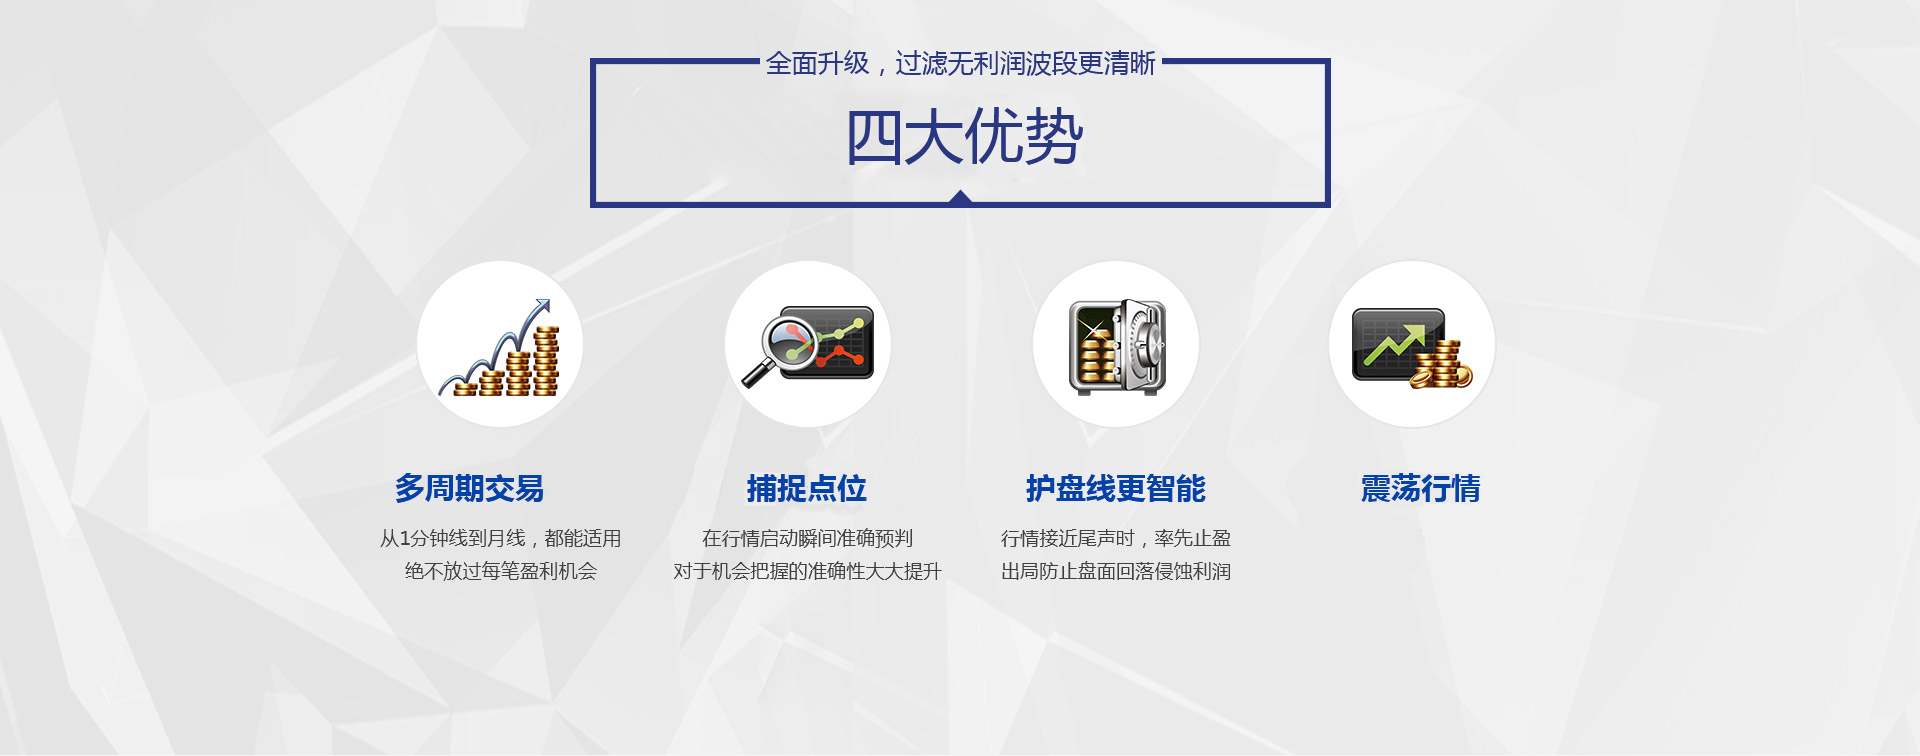 全面升级，过滤无利润波段更清晰
四大优势
多周期交易
从1分钟线到月线，都能适用
绝不放过每笔盈利机会
捕捉点位
在行情启动瞬间准确预判
对于机会把握的准确性大大提升
护盘线更智能
行情接近尾声时，率先止盈
出局防止盘面回落侵蚀利润
震荡行情